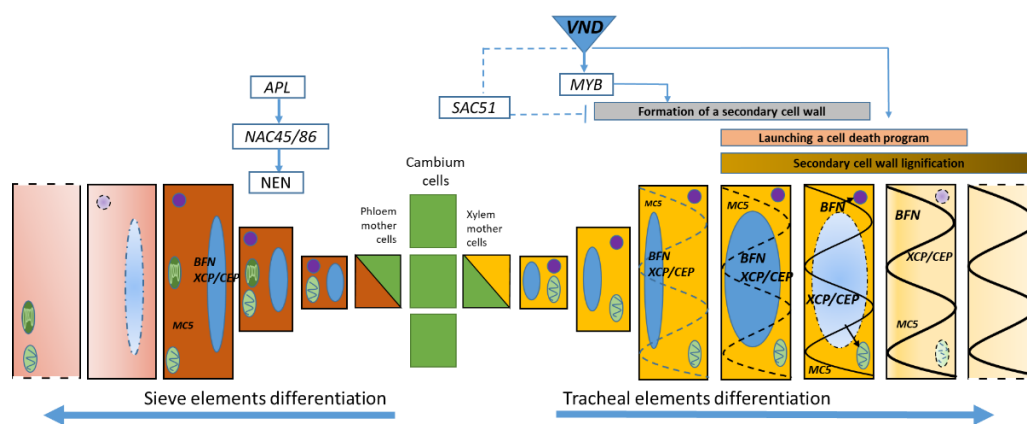 VND
MYB
SAC51
Formation of a secondary cell wall
Launching a cell death program
Secondary cell wall lignification
APL
NAC45/86
NEN
Cambium
cells
Phloem
mother
cells
Xylem
mother
cells
BFN
XCP/CEP
MC5
MC5
BFN
XCP/CEP
MC5
BFN
XCP/CEP
BFN
XCP/CEP
MC5
BFN
XCP/CEP
MC5
Sieve elements differentiation
Tracheal elements differentiation